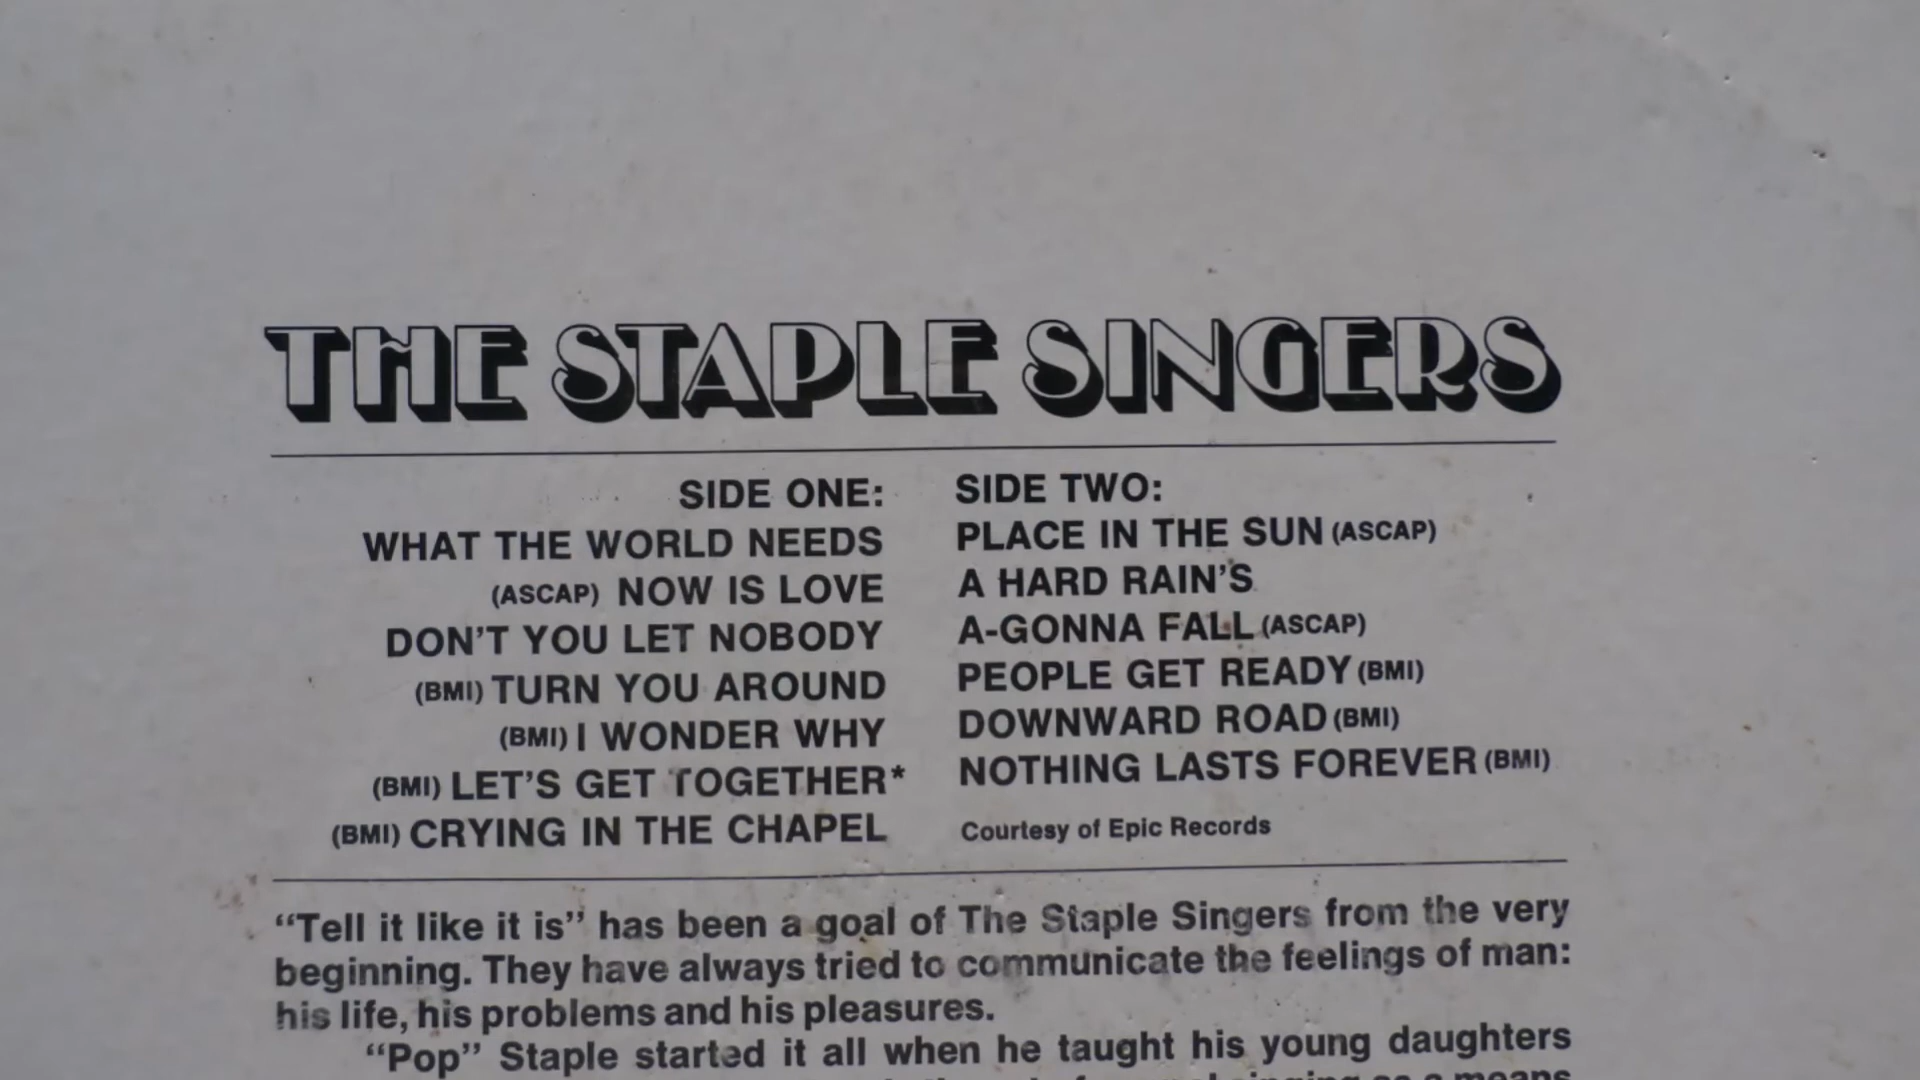 THE STAPLE SINGERS
SIDE ONE:
WHAT THE WORLD NEEDS
(ASCAP) NOW IS LOVE
DON'T YOU LET NOBODY
(BMI) TURN YOU AROUND
(BMI) I WONDER WHY
(BMI) LET'S GET TOGETHER*
(BMI) CRYING IN THE CHAPEL
SIDE TWO:
PLACE IN THE SUN (ASCAP)
A HARD RAIN'S
A-GONNA FALL (ASCAP)
PEOPLE GET READY (BMI)
DOWNWARD ROAD (BMI)
NOTHING LASTS FOREVER (BMI)
Courtesy of Epic Records
“Tell it like it is” has been a goal of The Staple Singers from the very
beginning. They have always tried to communicate the feelings of man:
his life, his problems and his pleasures.
“Pop” Staple started it all when he taught his young daughters
singing as a means